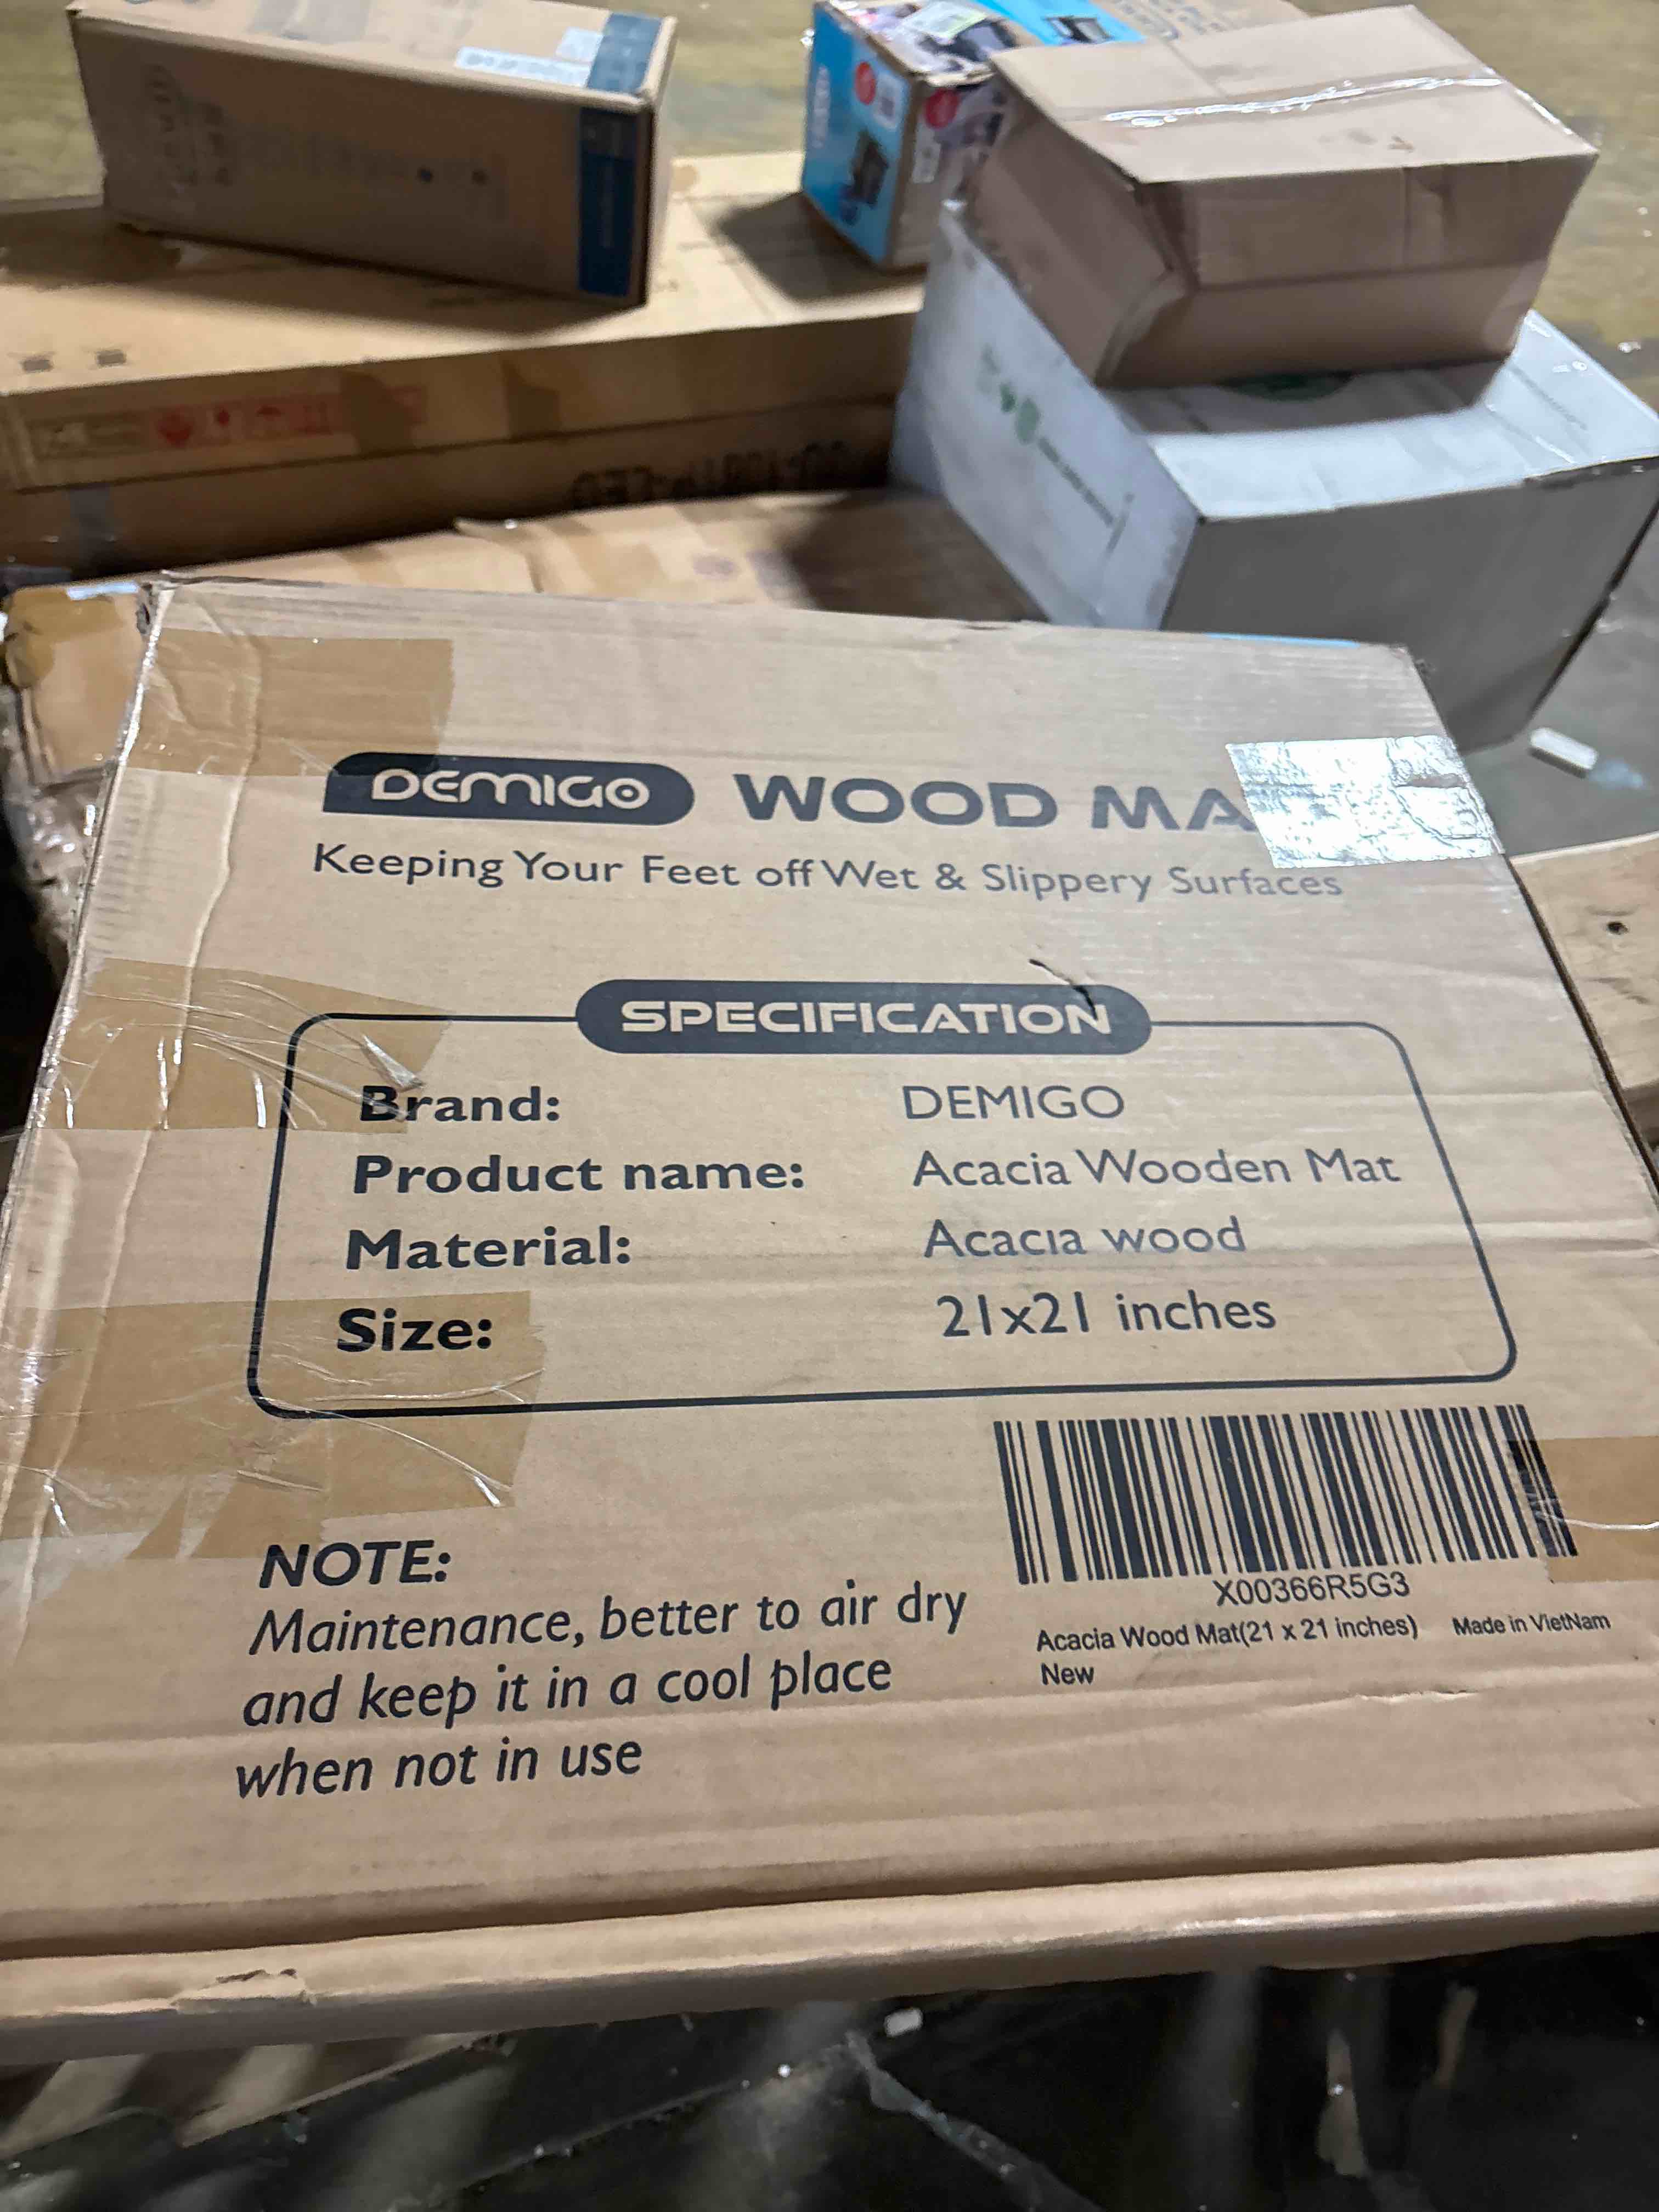 DEMIGO WOOD MA
Keeping Your Feet off Wet & Slippery Surfaces
SPECIFICATION
Brand: DEMIGO
Product name: Acacia Wooden Mat
Material: Acacia wood
Size: 21x21 inches
NOTE:
Maintenance, better to air dry
and keep it in a cool place
when not in use
X00366R5G3
Acacia Wood Mat(21 x 21 inches) Made in VietNam
New